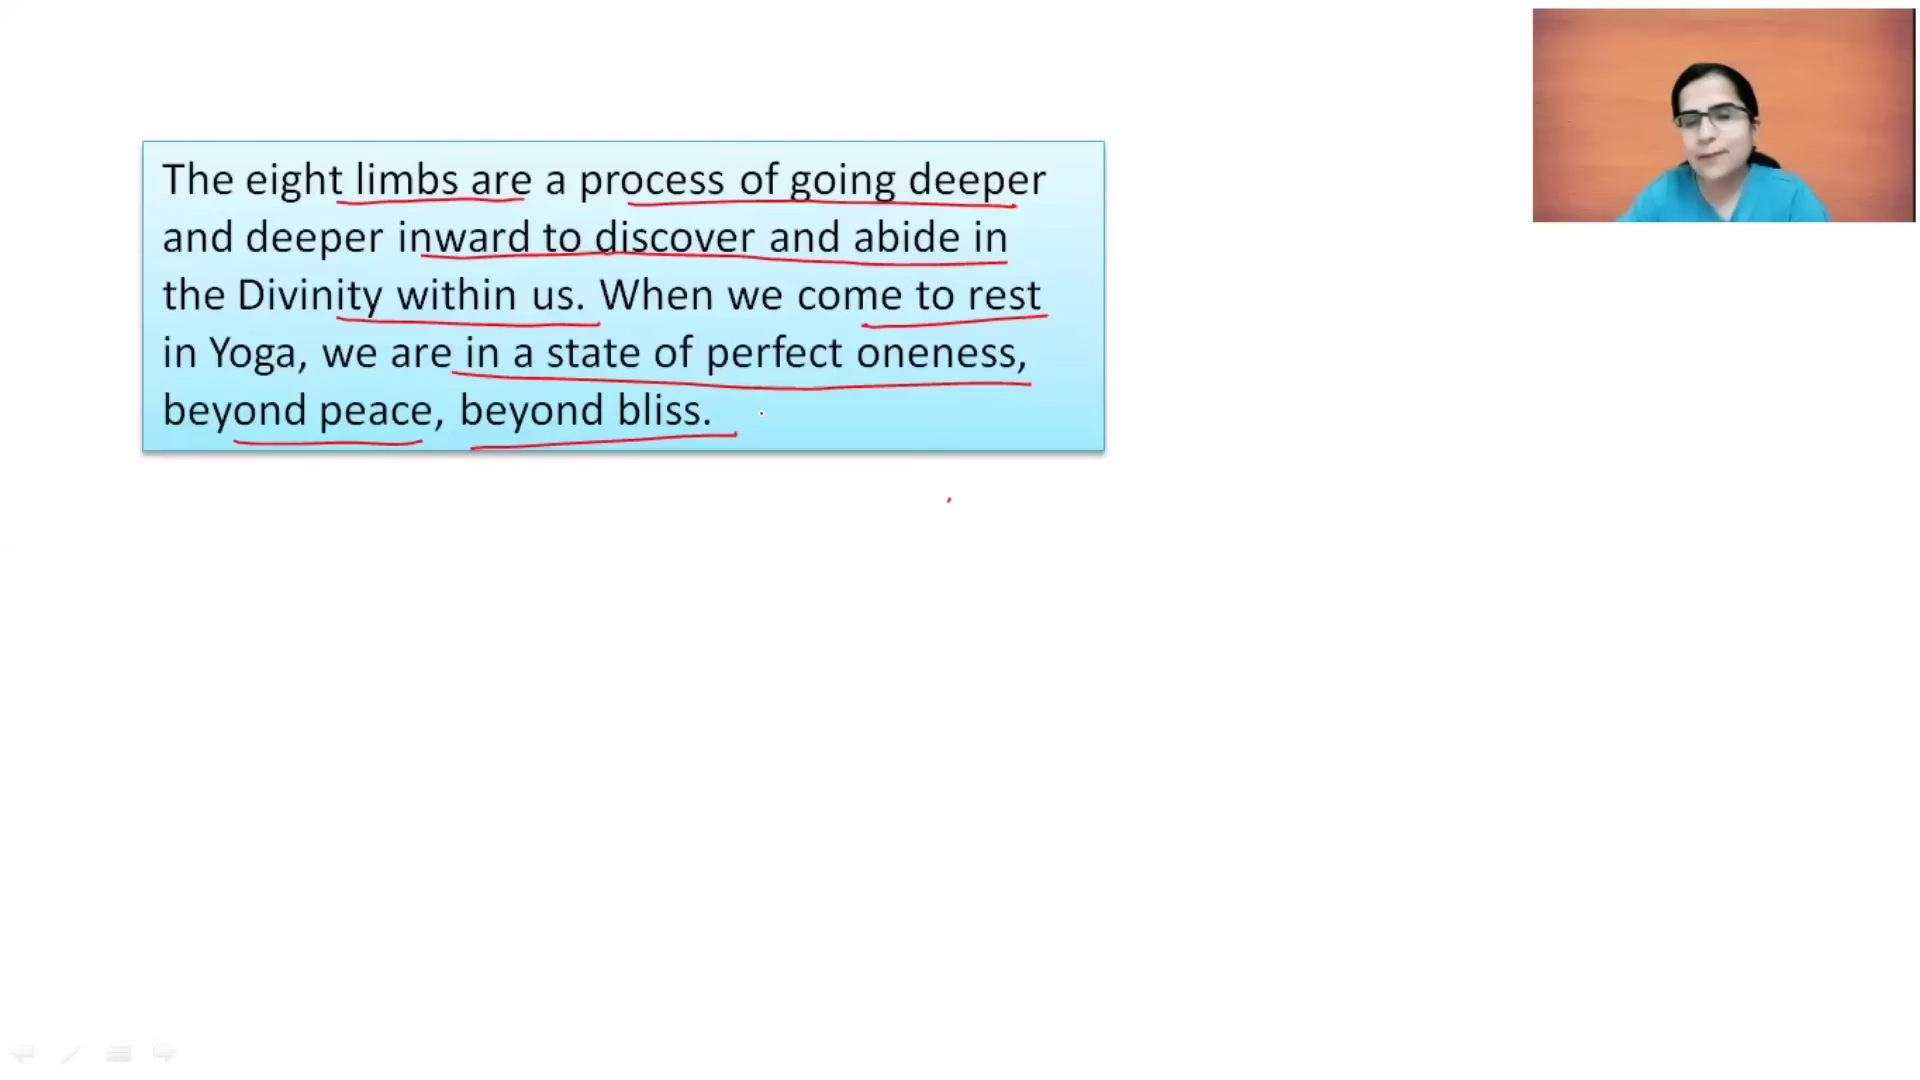 The eight limbs are a process of going deeper
and deeper inward to discover and abide in
the Divinity within us. When we come to rest
in Yoga, we are in a state of perfect oneness,
beyond peace, beyond bliss.